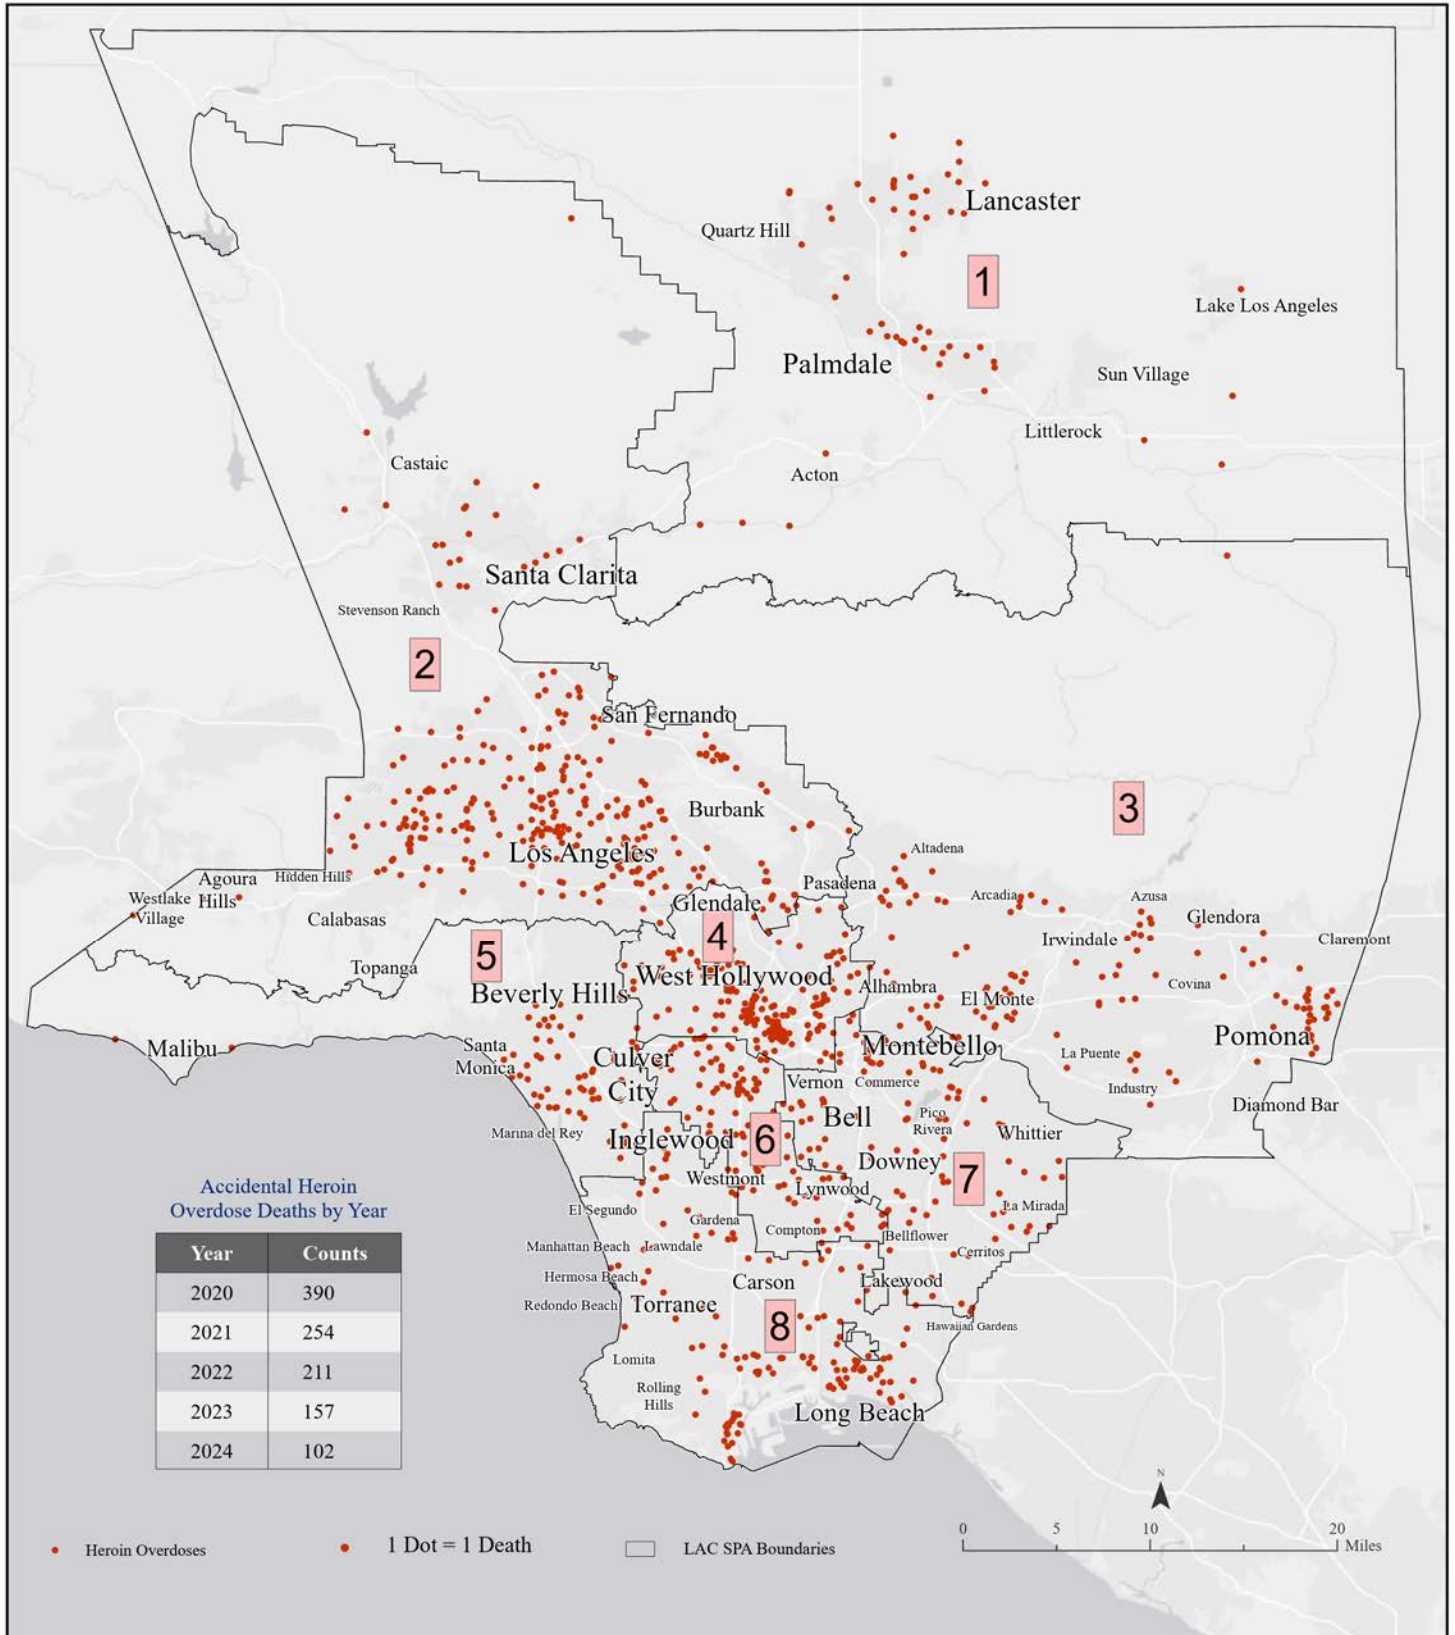 Lancaster
Quartz Hill
1
Lake Los Angeles
Palmdale
Sun Village
Littlerock
Castaic
Acton
Santa Clarita
Stevenson Ranch
2
San Fernando
3
Burbank
Los Angeles
Altadena
Hidden Hills
Agoura
Hills
Pasadena
Westlake
Village
Arcadia
Azusa
Glendale
Glendora
Calabasas
4
Irwindale
Claremont
5
Topanga
West Hollywood
Alhambra
Covina
Beverly Hills
El Monte
Malibu
Santa
Monica
Culver
City
Montebello
Pomona
La Puente
Vernon
Commerce
Industry
Diamond Bar
Bell
Pico
Rivera
Marina del Rey
Inglewood
6
Whittier
Downey
7
Westmont
Lynwood
La Mirada
El Segundo
Gardena
Compton
Bellflower
Manhattan Beach
Lawndale
Cerritos
Hermosa Beach
Carson
Lakewood
Redondo Beach
Torrance
8
Hawaiian Gardens
Lomita
Rolling
Hills
Long Beach
Accidental Heroin
Overdose Deaths by Year
Year Counts
2020 390
2021 254
2022 211
2023 157
2024 102
N
0 5 10 20
Miles
Heroin Overdoses
1 Dot = 1 Death
LAC SPA Boundaries